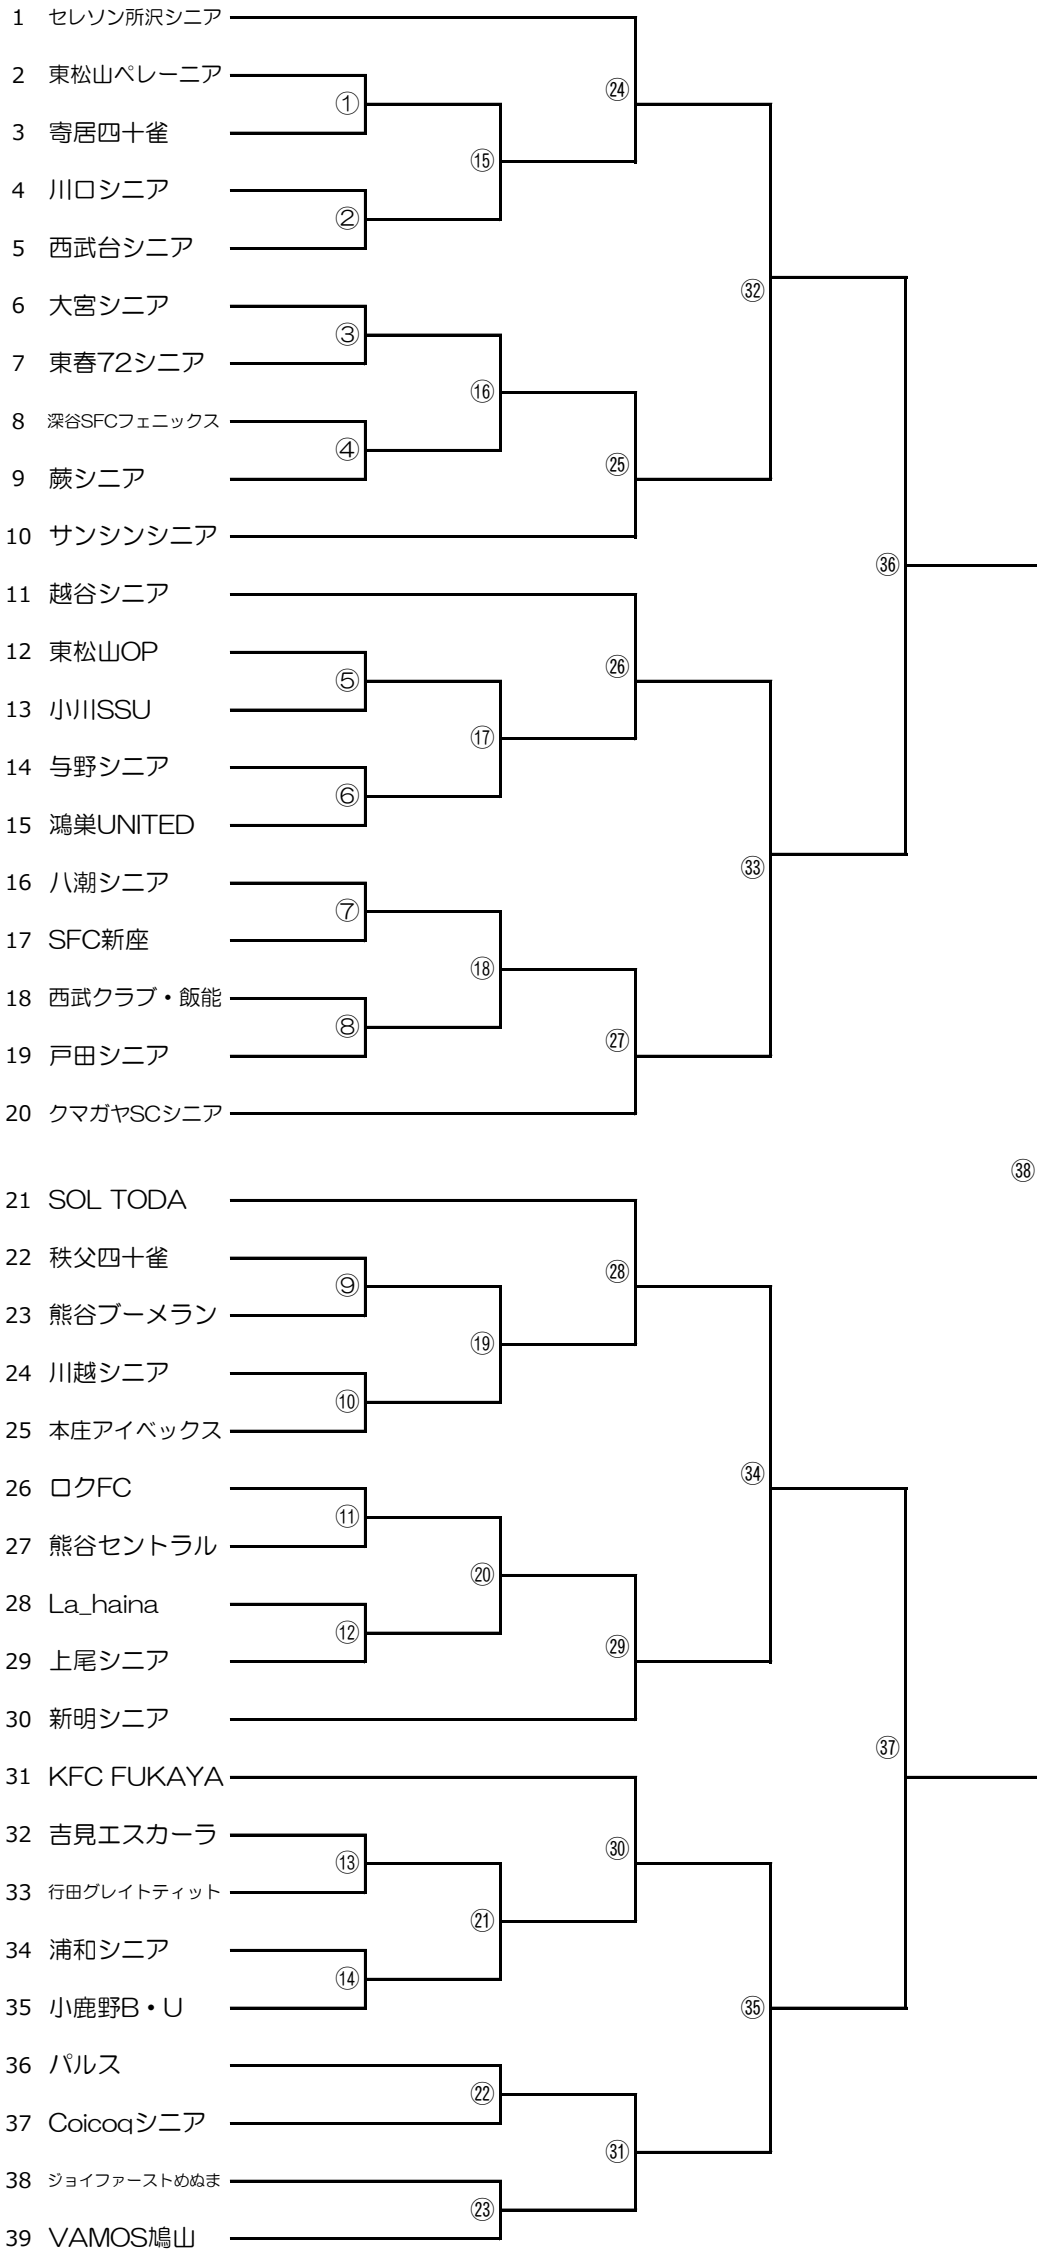 1 セレソン所沢シニア
㉔
2 東松山ペレーニア
①
3 寄居四十雀
⑮
4 川口シニア
②
5 西武台シニア
㉜
6 大宮シニア
③
7 東春72シニア
⑯
8 深谷SFCフェニックス
④
9 蕨シニア
㉕
10 サンシンシニア
㊱
11 越谷シニア
12 東松山OP
㉖
⑤
13 小川SSU
⑰
14 与野シニア
⑥
15 鴻巣UNITED
㉝
16 八潮シニア
⑦
17 SFC新座
⑱
18 西武クラブ・飯能
⑧
㉗
19 戸田シニア
20 クマガヤSCシニア
㊳
21 SOL TODA
22 秩父四十雀
㉘
⑨
23 熊谷ブーメラン
⑲
24 川越シニア
⑩
25 本庄アイベックス
㉞
26 ロクFC
⑪
27 熊谷セントラル
⑳
28 La_haina
⑫
㉙
29 上尾シニア
30 新明シニア
㊲
31 KFC FUKAYA
32 吉見エスカーラ
㉚
⑬
33 行田グレイトティット
㉑
34 浦和シニア
⑭
35 小鹿野B・U
㉟
36 パルス
㉒
37 Coicoqシニア
㉛
38 ジョイファーストめぬま
㉓
39 VAMOS鳩山